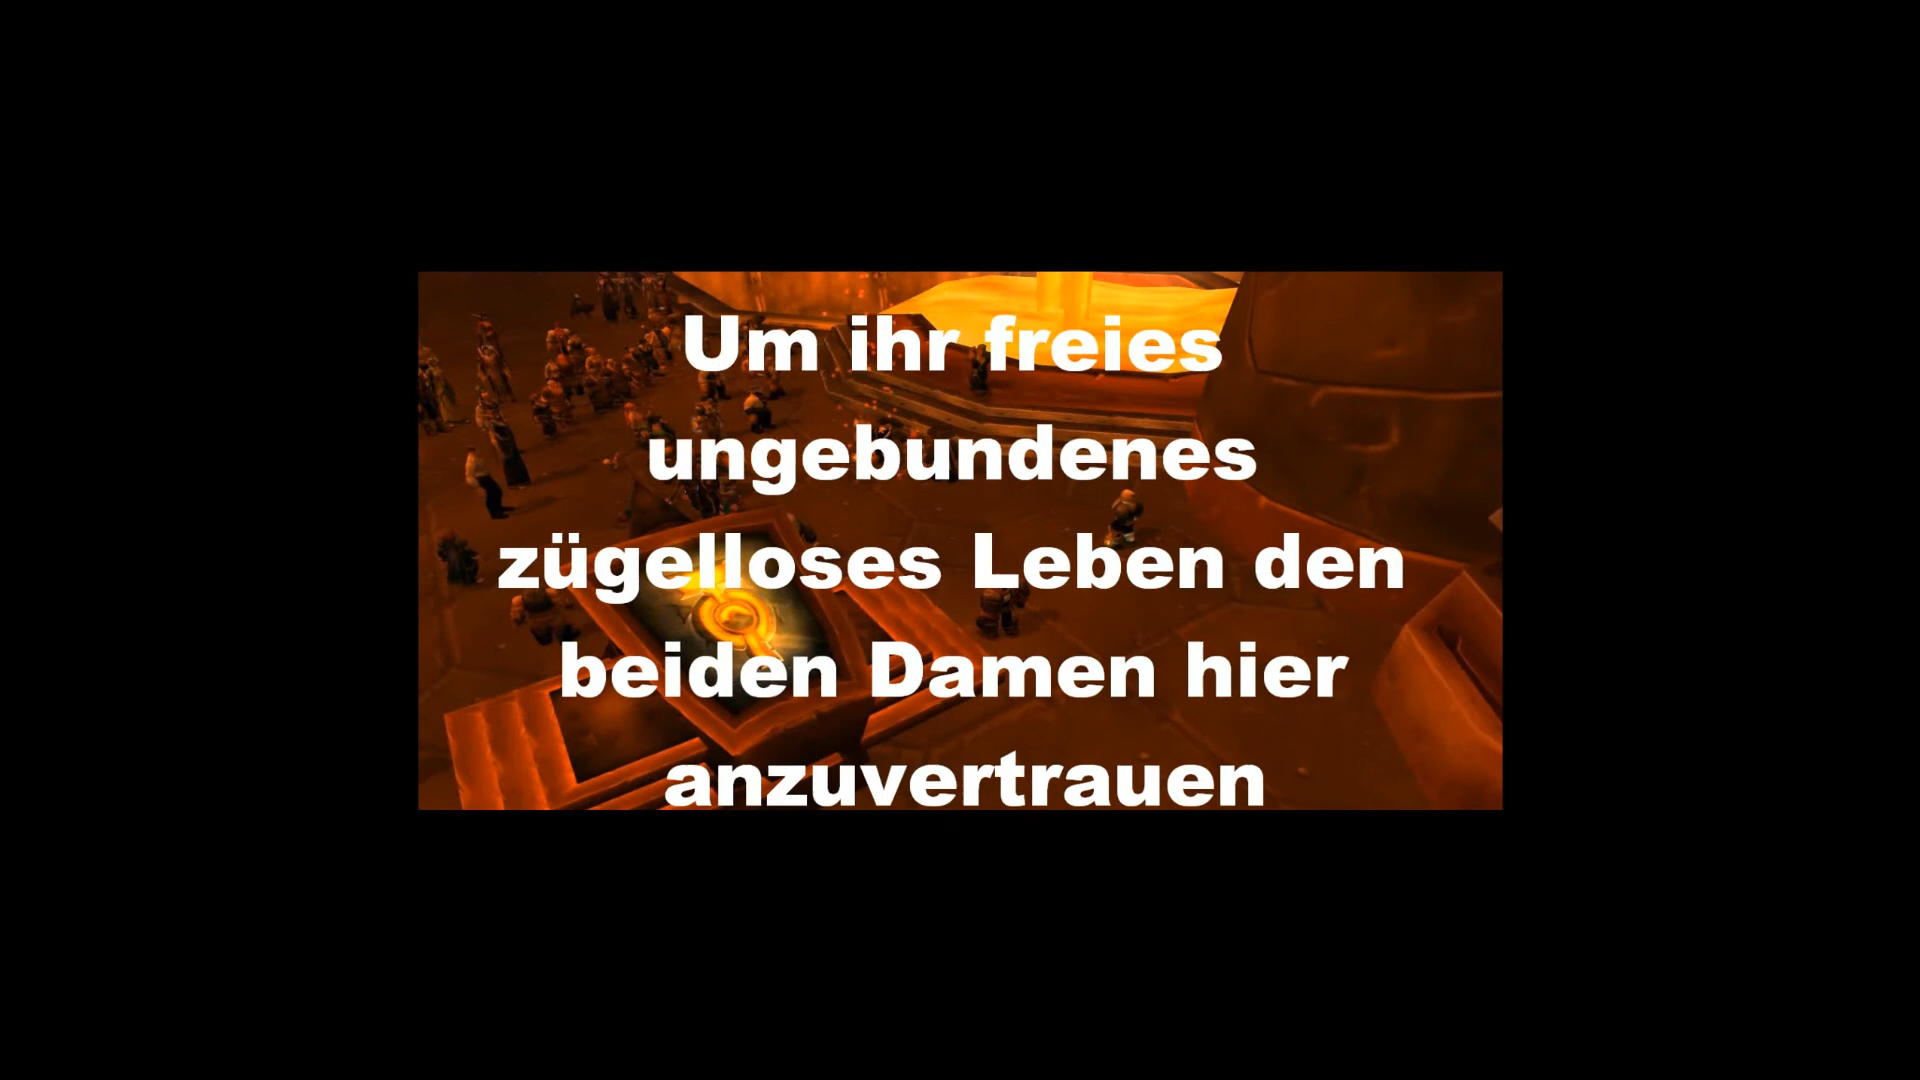 Um ihr freies
ungebundenes
zügelloses Leben den
beiden Damen hier
anzuvertrauen